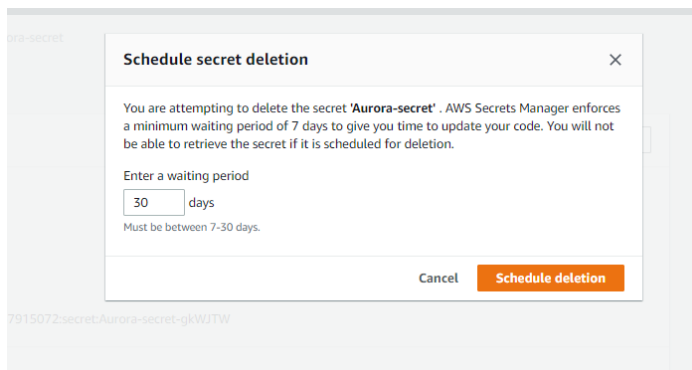 ora-secret
Schedule secret deletion
You are attempting to delete the secret 'Aurora-secret' . AWS Secrets Manager enforces
a minimum waiting period of 7 days to give you time to update your code. You will not
be able to retrieve the secret if it is scheduled for deletion.
Enter a waiting period
30 days
Must be between 7-30 days.
Cancel Schedule deletion
7915072:secret:Aurora-secret-gkWJTW